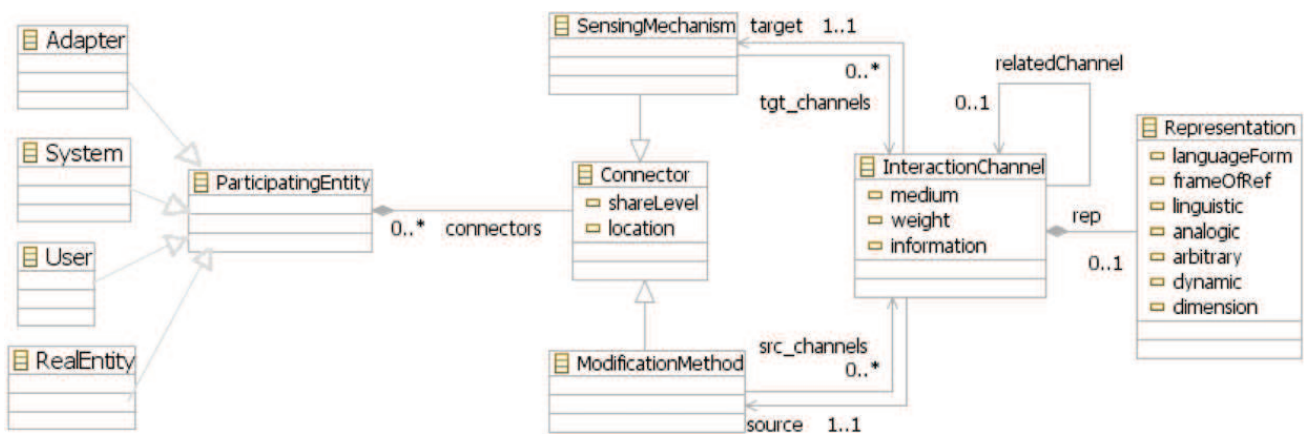 Adapter
System
User
RealEntity
ParticipatingEntity
0..* connectors
SensingMechanism
Connector
shareLevel
location
ModificationMethod
target 1..1
0..*
tgt_channels
src_channels
0..*
source 1..1
relatedChannel
0..1
InteractionChannel
medium
weight
information
rep
0..1
Representation
languageForm
frameOfRef
linguistic
analogic
arbitrary
dynamic
dimension